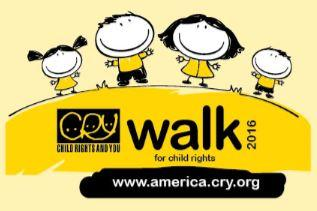 CRY walk 2016
CHILD RIGHTS AND YOU
for child rights
www.america.cry.org